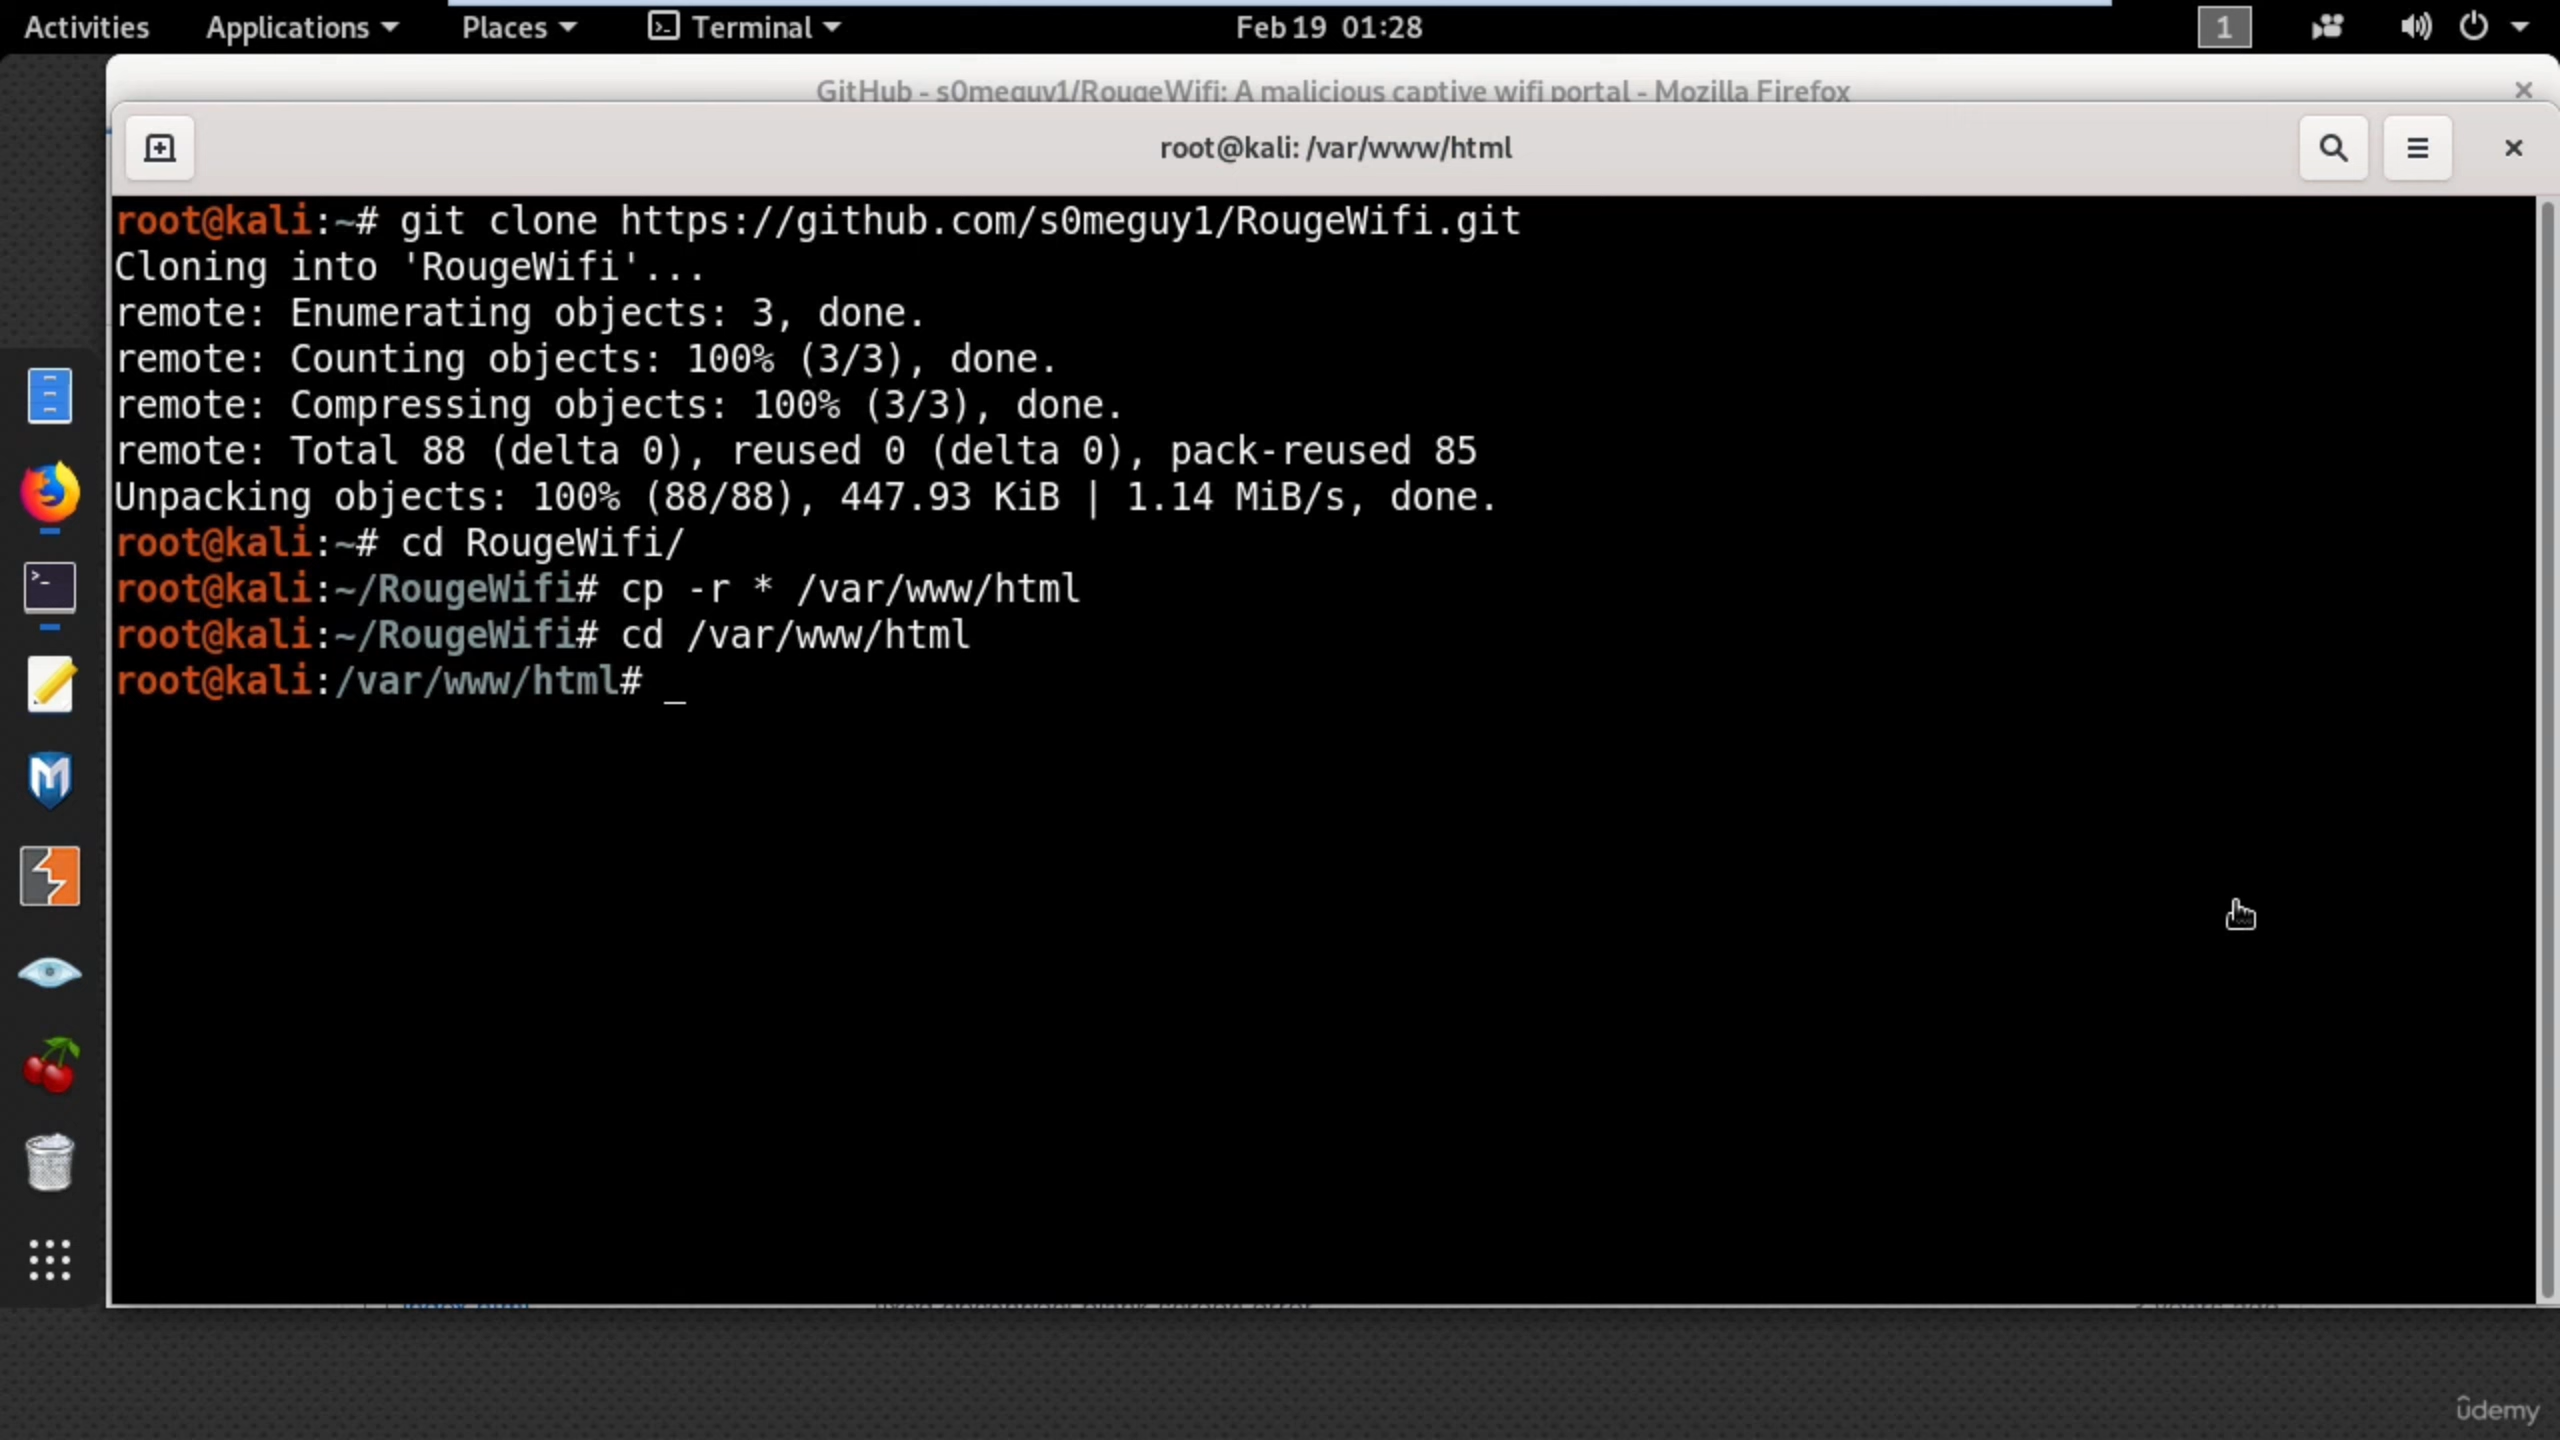 Activities Applications Places Terminal Feb 19 01:28 1
GitHub - s0meguy1/RougeWifi: A malicious captive wifi portal - Mozilla Firefox
root@kali: /var/www/html
root@kali:~# git clone https://github.com/s0meguy1/RougeWifi.git
Cloning into 'RougeWifi'...
remote: Enumerating objects: 3, done.
remote: Counting objects: 100% (3/3), done.
remote: Compressing objects: 100% (3/3), done.
remote: Total 88 (delta 0), reused 0 (delta 0), pack-reused 85
Unpacking objects: 100% (88/88), 447.93 KiB | 1.14 MiB/s, done.
root@kali:~# cd RougeWifi/
root@kali:~/RougeWifi# cp -r * /var/www/html
root@kali:~/RougeWifi# cd /var/www/html
root@kali:/var/www/html# _
ûdemy